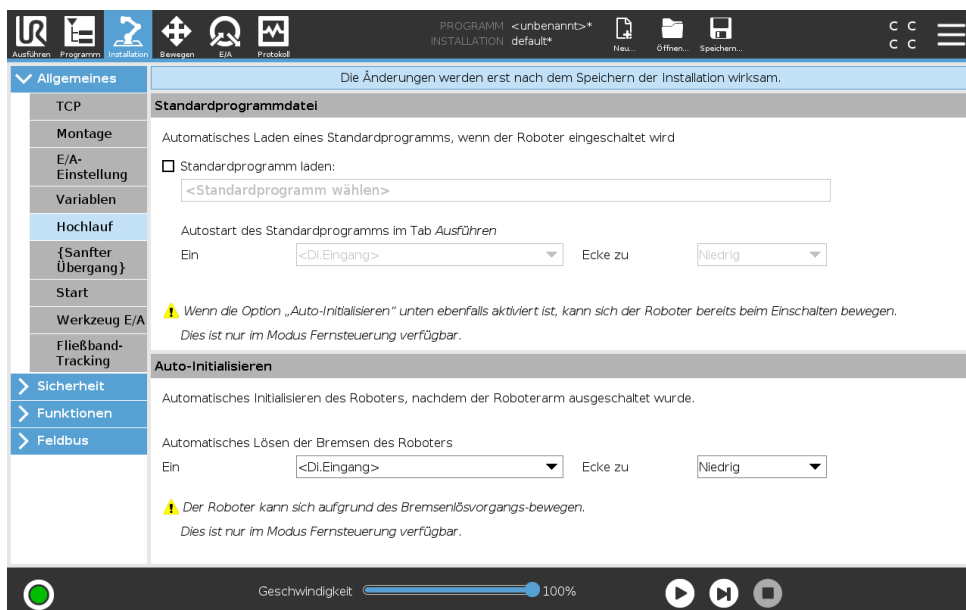 PROGRAMM <unbenannt>*
INSTALLATION default*
Ausführen
Programm
Installation
Bewegen
E/A
Protokoll
Neu...
Öffnen...
Speichern...
C C
C C
Allgemeines
TCP
Montage
E/A-
Einstellung
Variablen
Hochlauf
{Sanfter
Übergang}
Start
Werkzeug E/A
Fließband-
Tracking
Sicherheit
Funktionen
Feldbus
Die Änderungen werden erst nach dem Speichern der Installation wirksam.
Standardprogrammdatei
Automatisches Laden eines Standardprogramms, wenn der Roboter eingeschaltet wird
Standardprogramm laden:
<Standardprogramm wählen>
Autostart des Standardprogramms im Tab Ausführen
Ein <Di.Eingang> Ecke zu Niedrig
Wenn die Option „Auto-Initialisieren“ unten ebenfalls aktiviert ist, kann sich der Roboter bereits beim Einschalten bewegen.
Dies ist nur im Modus Fernsteuerung verfügbar.
Auto-Initialisieren
Automatisches Initialisieren des Roboters, nachdem der Roboterarm ausgeschaltet wurde.
Automatisches Lösen der Bremsen des Roboters
Ein <Di.Eingang> Ecke zu Niedrig
Der Roboter kann sich aufgrund des Bremsenlösvorgangs-bewegen.
Dies ist nur im Modus Fernsteuerung verfügbar.
Geschwindigkeit 100%